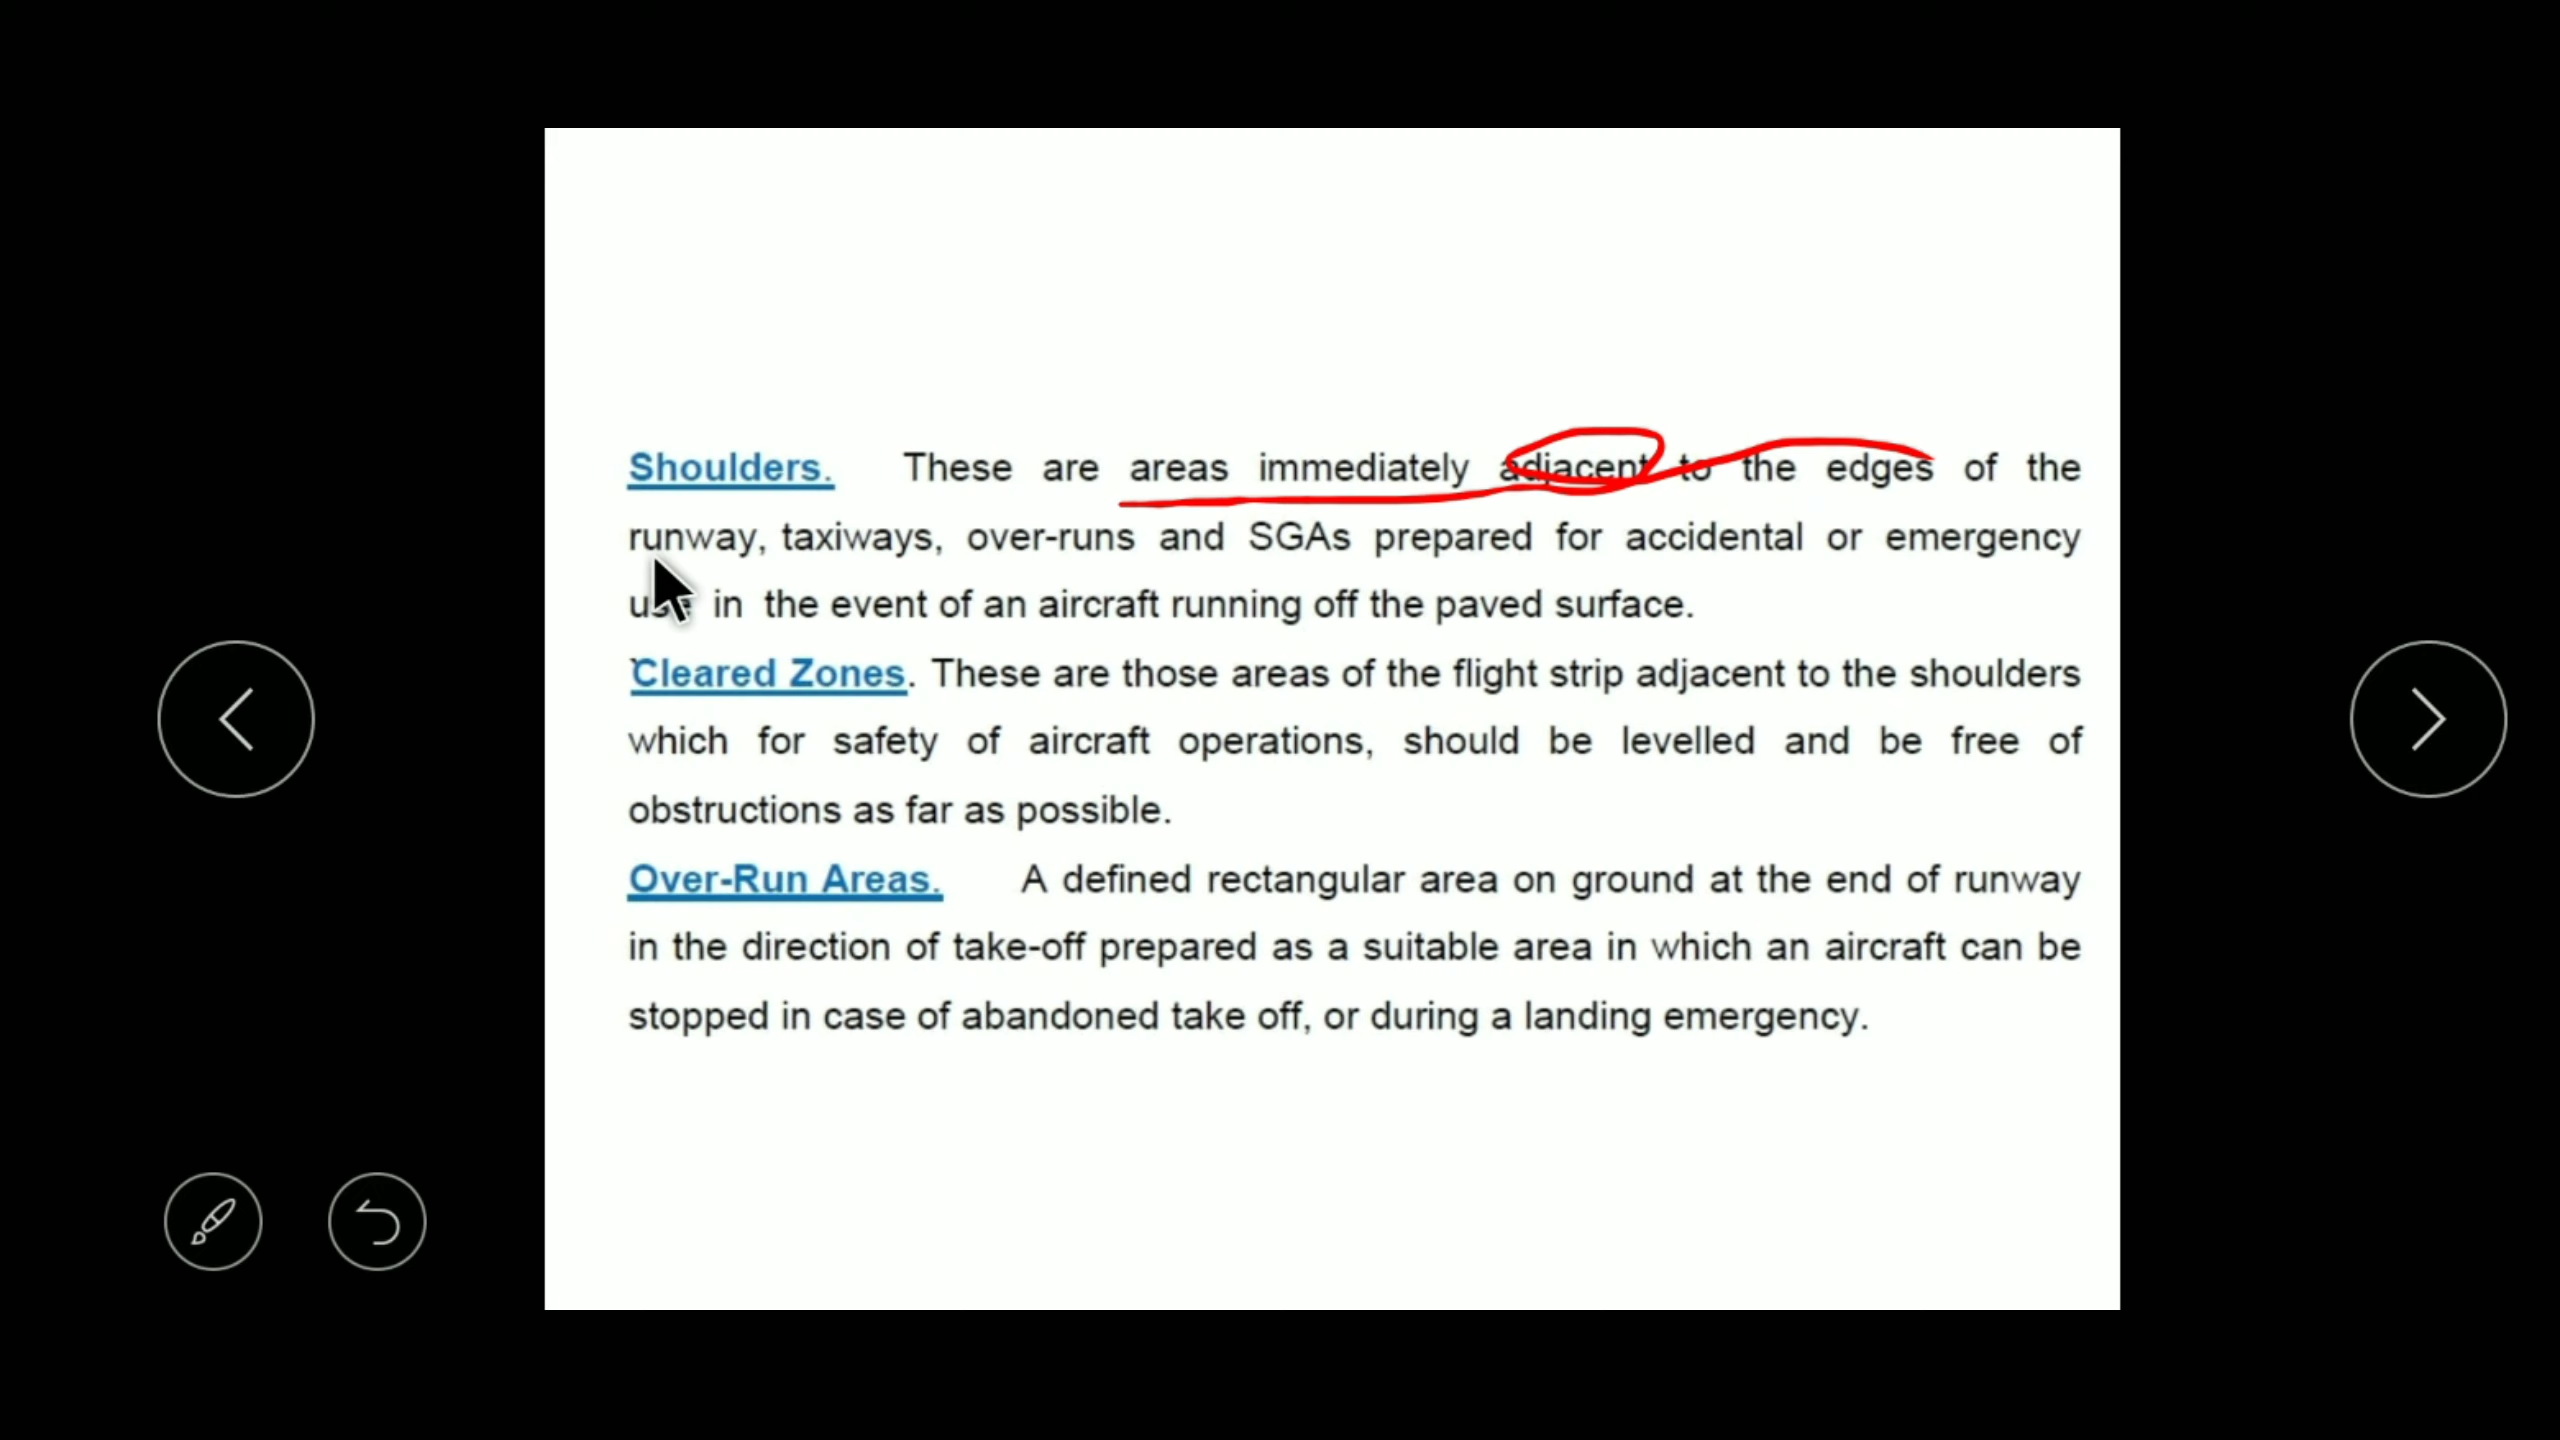 Shoulders. These are areas immediately adjacent to the edges of the
runway, taxiways, over-runs and SGAs prepared for accidental or emergency
use in the event of an aircraft running off the paved surface.
`Cleared Zones. These are those areas of the flight strip adjacent to the shoulders
which for safety of aircraft operations, should be levelled and be free of
obstructions as far as possible.
Over-Run Areas. A defined rectangular area on ground at the end of runway
in the direction of take-off prepared as a suitable area in which an aircraft can be
stopped in case of abandoned take off, or during a landing emergency.